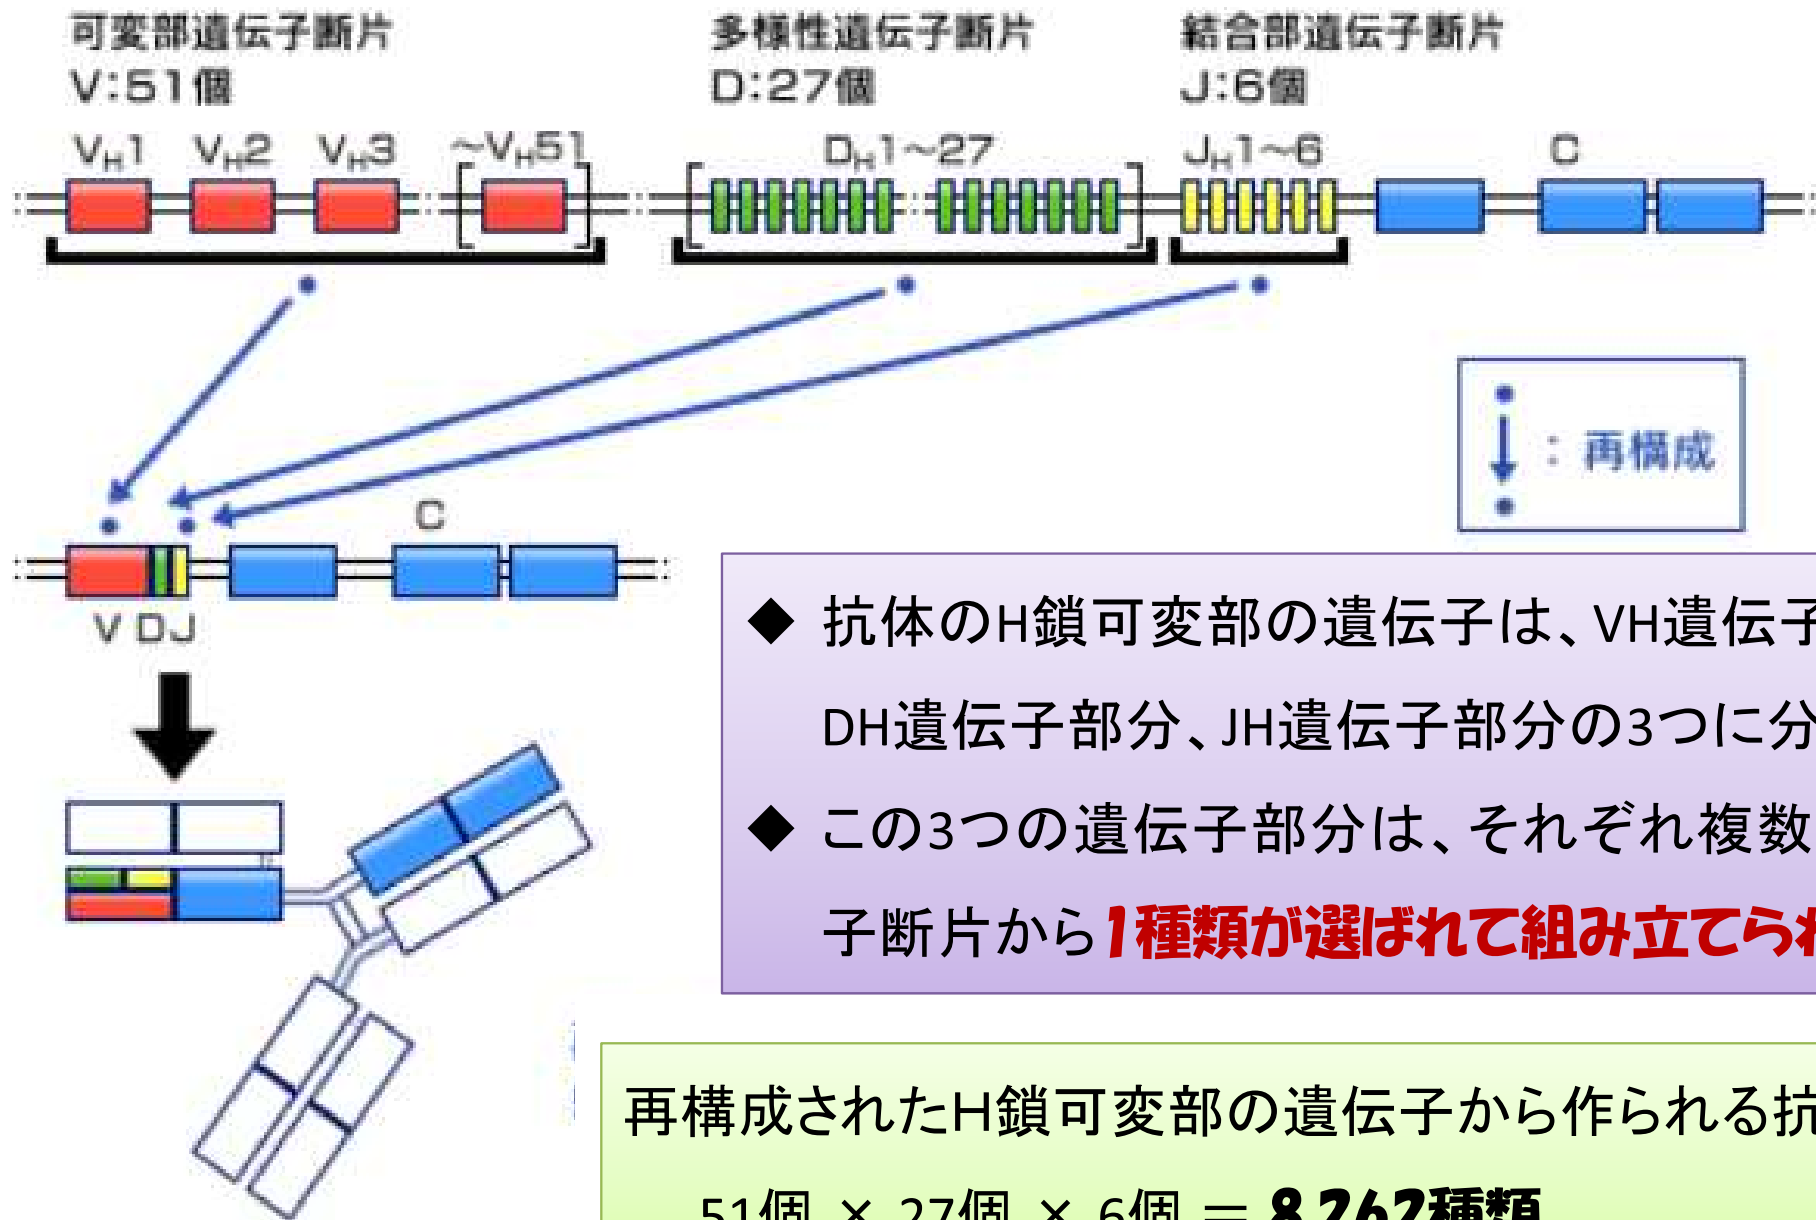 可変部遺伝子断片
V:51個
多様性遺伝子断片
D:27個
結合部遺伝子断片
J:6個
VH1 VH2 VH3 ～VH51 DH1～27 JH1～6 C
：再構成
C
V DJ
◆ 抗体のH鎖可変部の遺伝子は、VH遺伝子
DH遺伝子部分、JH遺伝子部分の3つに分
◆ この3つの遺伝子部分は、それぞれ複数
子断片から1種類が選ばれて組み立てられ
再構成されたH鎖可変部の遺伝子から作られる抗
51個 × 27個 × 6個 ＝ 8,262種類